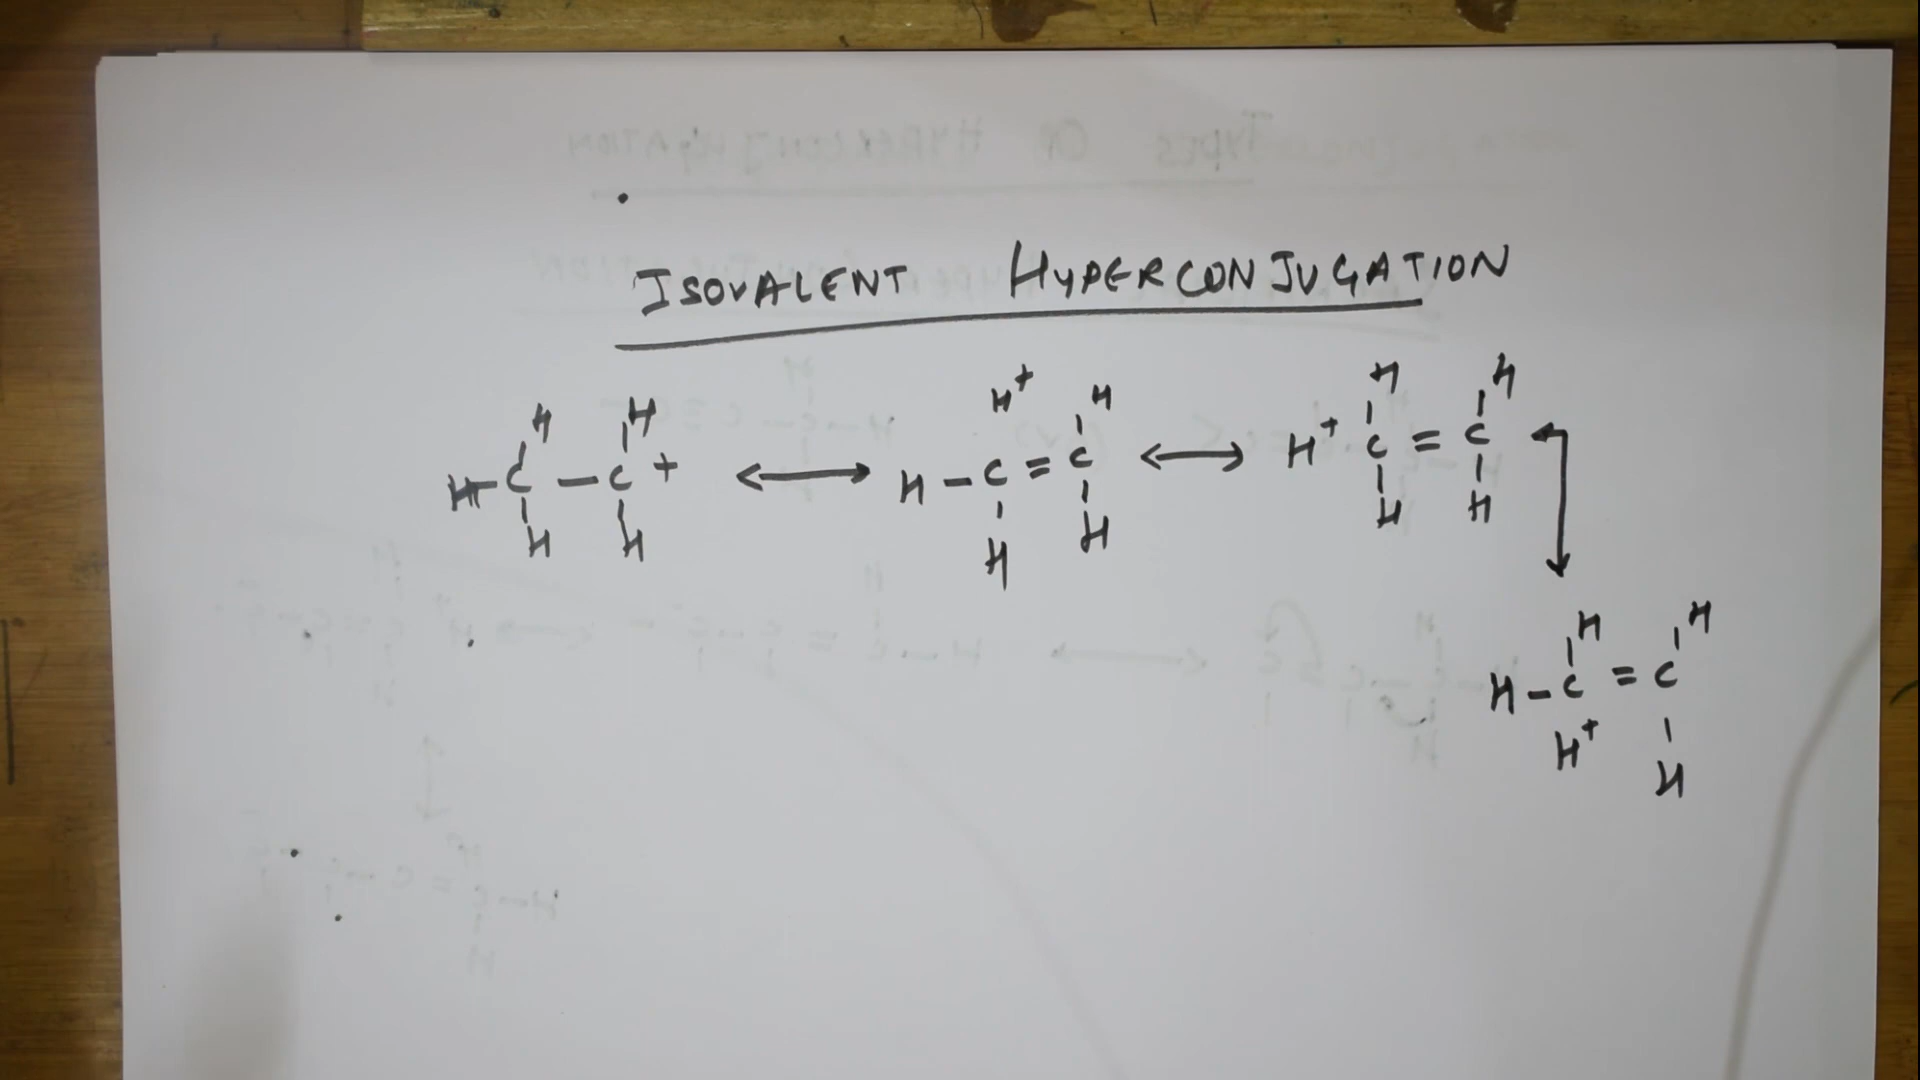 ISOVALENT HYPERCONJUGATION
H H H+ H H H
H-C-C+ ↔ H-C=C ↔ H+ C=C
H H H H H H
H H
H-C=C
H+ H